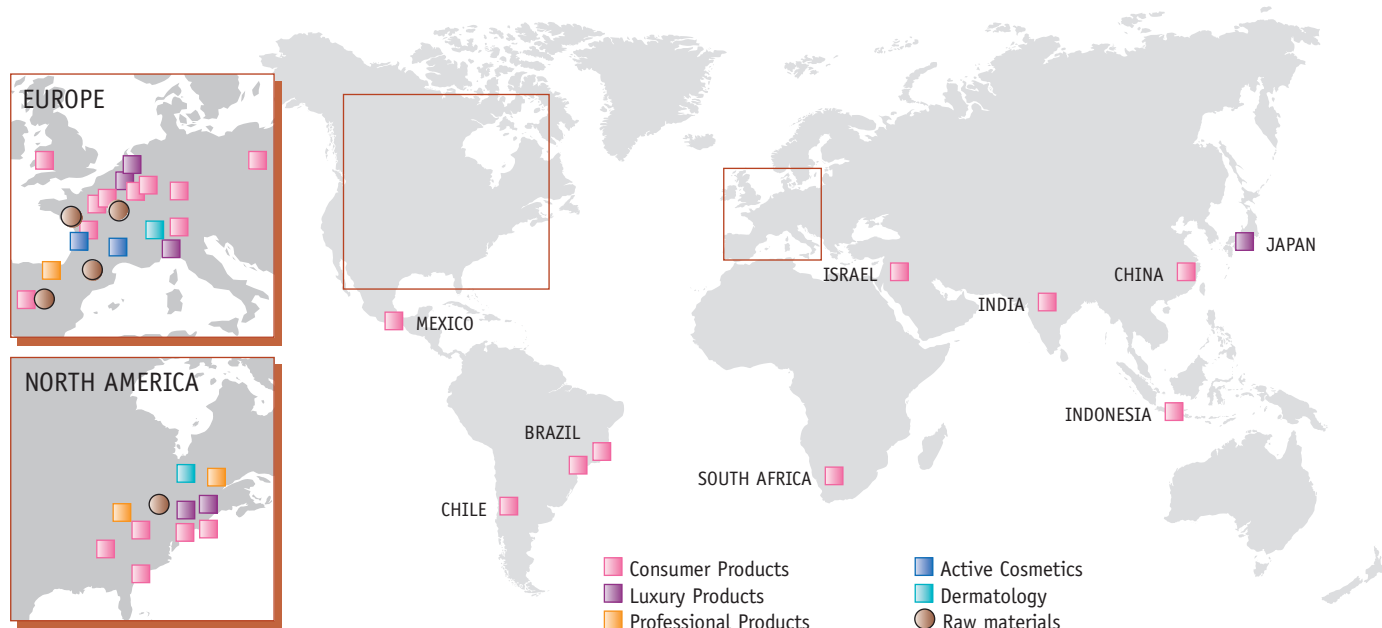 EUROPE
NORTH AMERICA
MEXICO
BRAZIL
CHILE
ISRAEL
SOUTH AFRICA
INDIA
CHINA
JAPAN
INDONESIA
Consumer Products
Luxury Products
Professional Products
Active Cosmetics
Dermatology
Raw materials